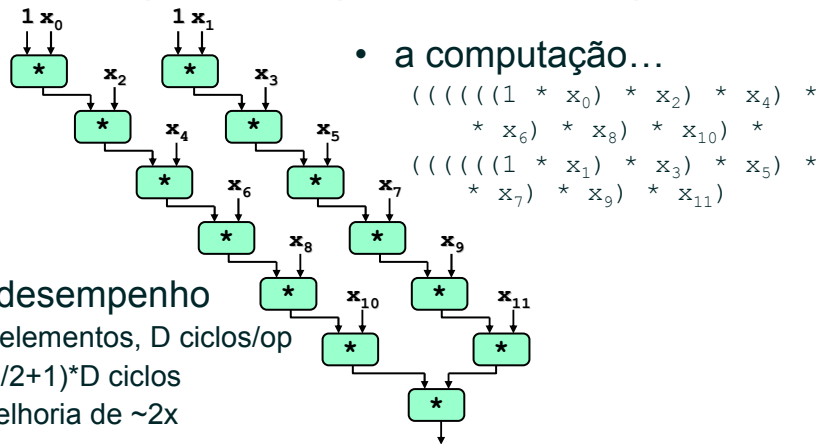 1 x₀ 1 x₁
* x₂ * x₃
* x₄ * x₅
* x₆ * x₇
* x₈ * x₉
* x₁₀ * x₁₁
* *
*
• a computação…
((((((1 * x₀) * x₂) * x₄) *
* x₆) * x₈) * x₁₀) *
((((((1 * x₁) * x₃) * x₅) *
* x₇) * x₉) * x₁₁)
desempenho
elementos, D ciclos/op
/2+1)*D ciclos
elhoria de ~2x